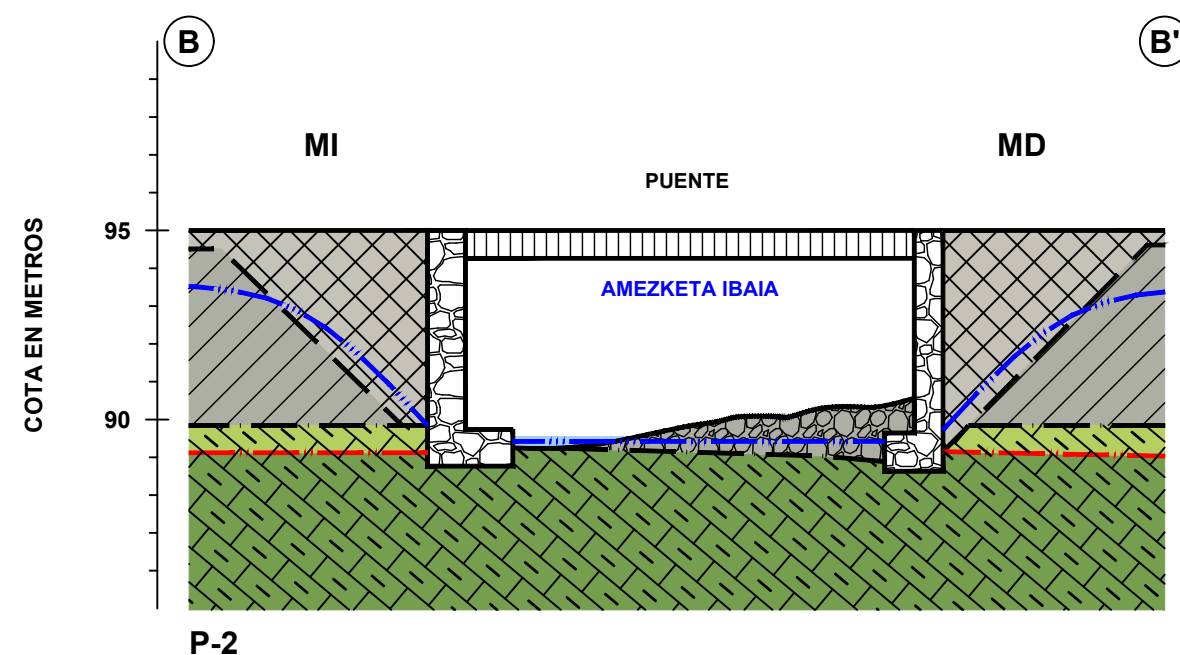 B
B'
MI
MD
PUENTE
COTA EN METROS
95
AMEZKETA IBAIA
90
P-2